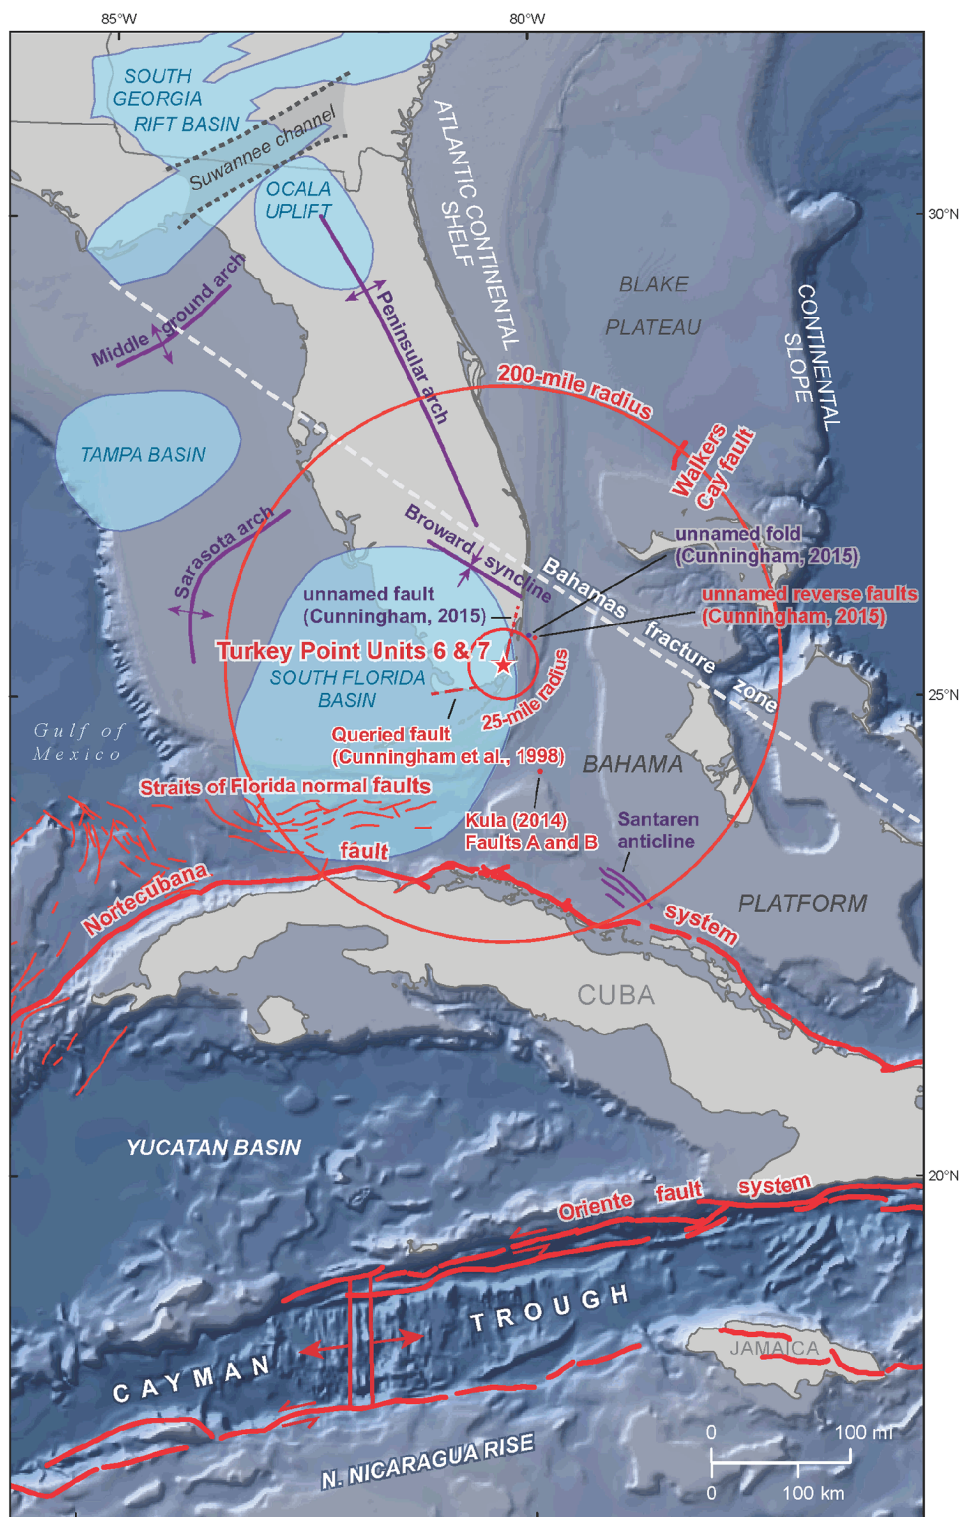 85°W
80°W
SOUTH
GEORGIA
RIFT BASIN
Suwannee channel
OCALA
UPLIFT
ATLANTIC CONTINENTAL
SHELF
30°N
BLAKE
PLATEAU
CONTINENTAL
SLOPE
Middle ground arch
Peninsular arch
200-mile radius
Walkers
Cay fault
TAMPA BASIN
Sarasota arch
Broward syncline
unnamed fold
(Cunningham, 2015)
Bahamas fracture zone
unnamed fault
(Cunningham, 2015)
unnamed reverse faults
(Cunningham, 2015)
Turkey Point Units 6 & 7
SOUTH FLORIDA
BASIN
25-mile radius
25°N
Gulf of
Mexico
Queried fault
(Cunningham et al., 1998)
BAHAMA
Straits of Florida normal faults
Kula (2014)
Faults A and B
Santaren
anticline
Nortecubana fault system
PLATFORM
CUBA
YUCATAN BASIN
20°N
Oriente fault system
CAYMAN TROUGH
JAMAICA
N. NICARAGUA RISE
0 100 mi
0 100 km